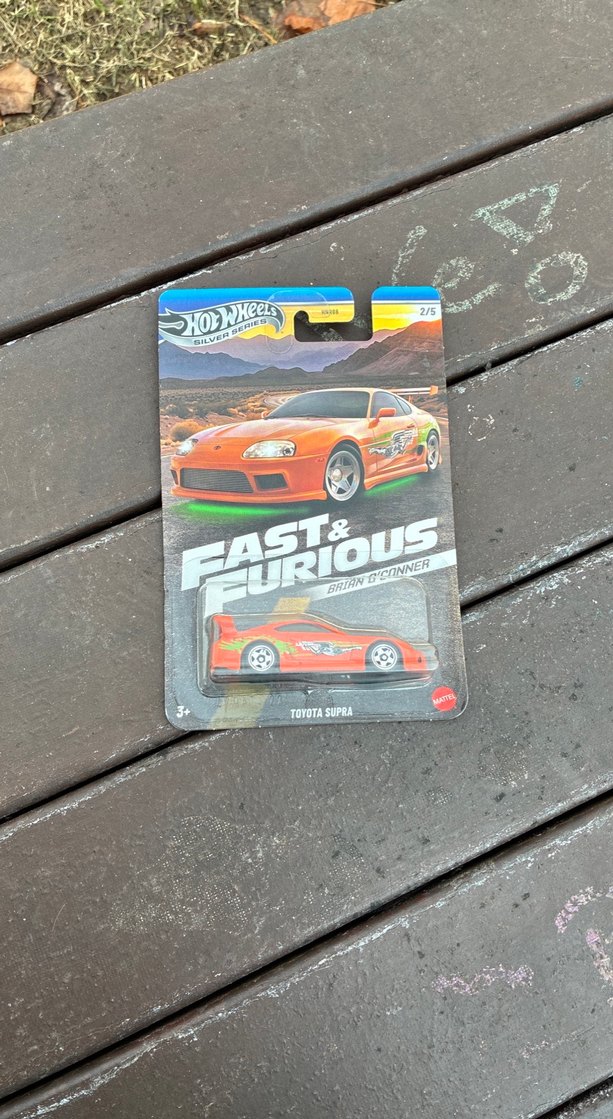 HOT WHEELS
SILVER SERIES
2/5
FAST &
FURIOUS
BRIAN O'CONNER
MATTEL
3+
TOYOTA SUPRA